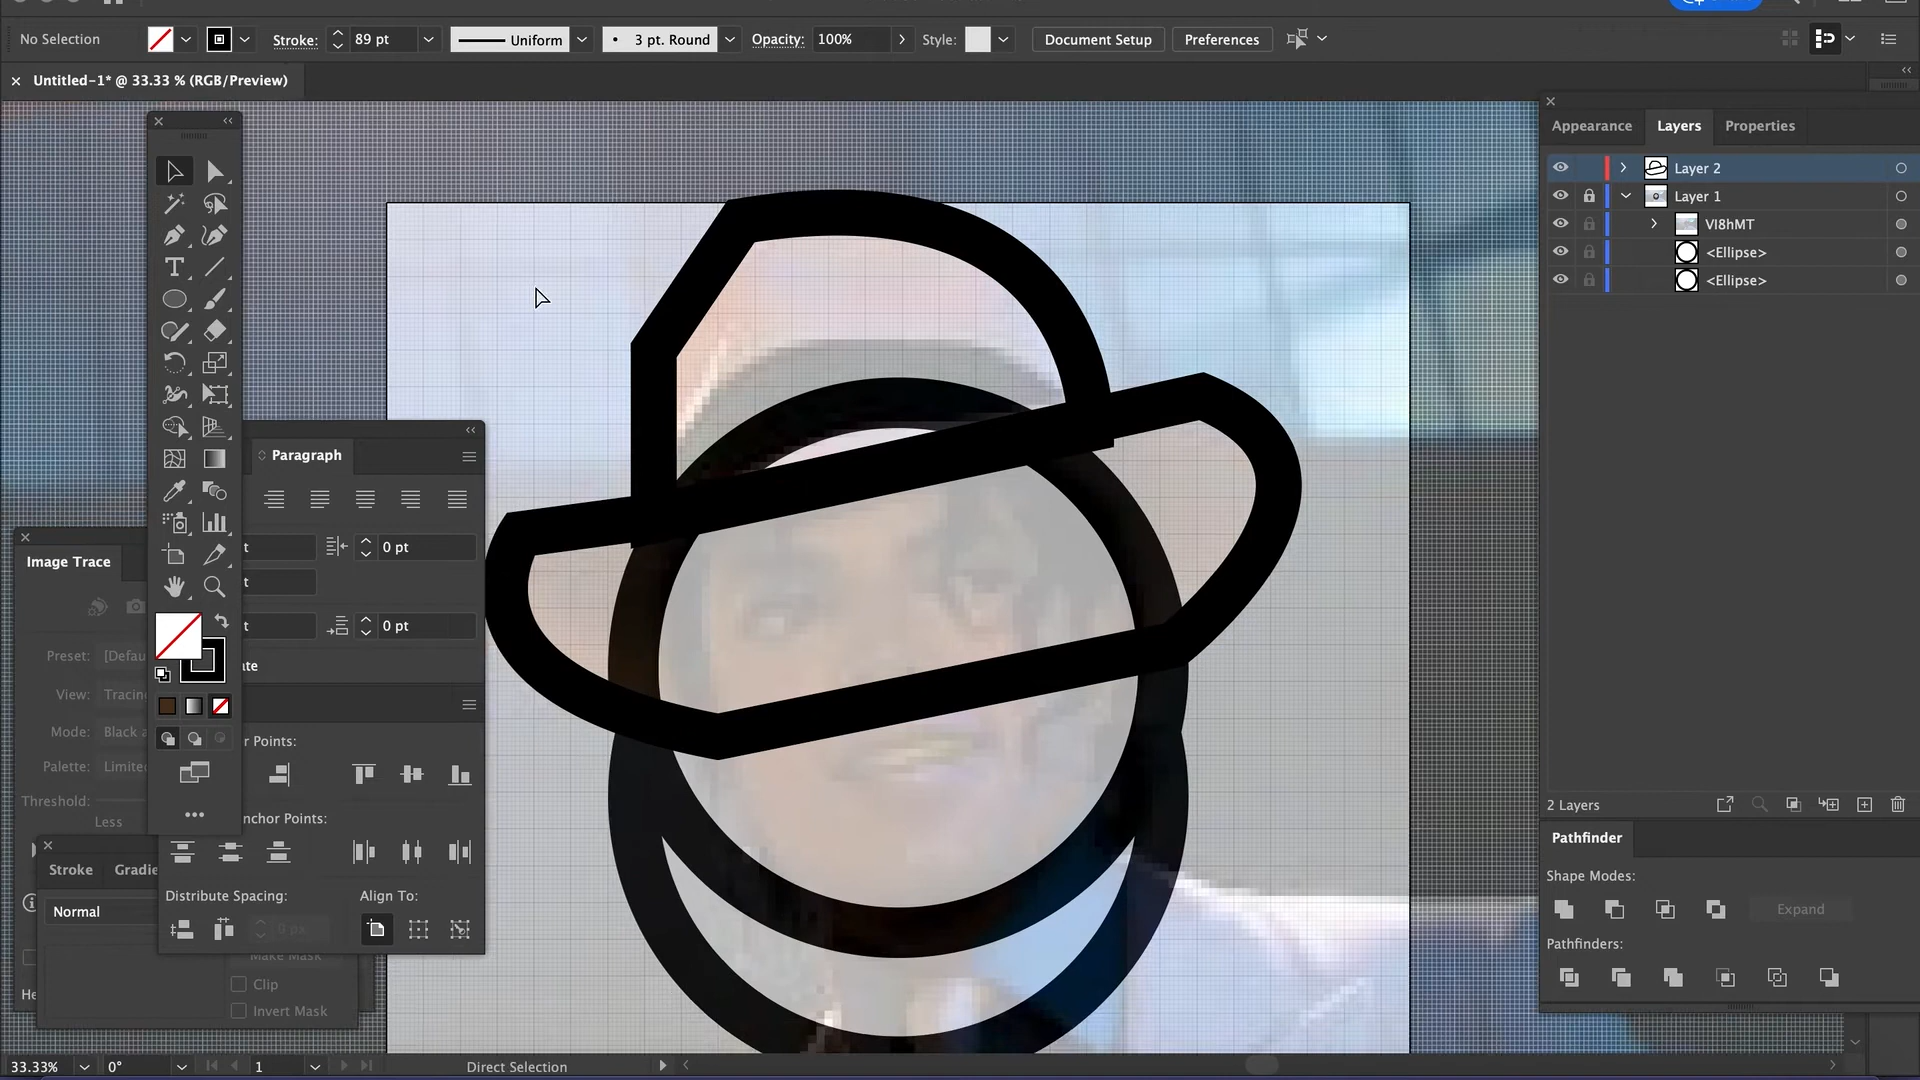 No Selection
Stroke:
89 pt
Uniform
3 pt. Round
Opacity:
100%
Style:
Document Setup
Preferences
Untitled-1* @ 33.33 % (RGB/Preview)
Appearance
Layers
Properties
Layer 2
Layer 1
<Ellipse>
<Ellipse>
Paragraph
0 pt
0 pt
Image Trace
Preset:
[Defau
View:
Tracin
Mode:
Black a
Palette:
Limite
Threshold:
Less
r Points:
nchor Points:
Stroke
Gradie
Normal
Distribute Spacing:
Align To:
0 px
Make Mask
Clip
Invert Mask
He
2 Layers
Pathfinder
Shape Modes:
Expand
Pathfinders:
33.33%
0°
1
Direct Selection